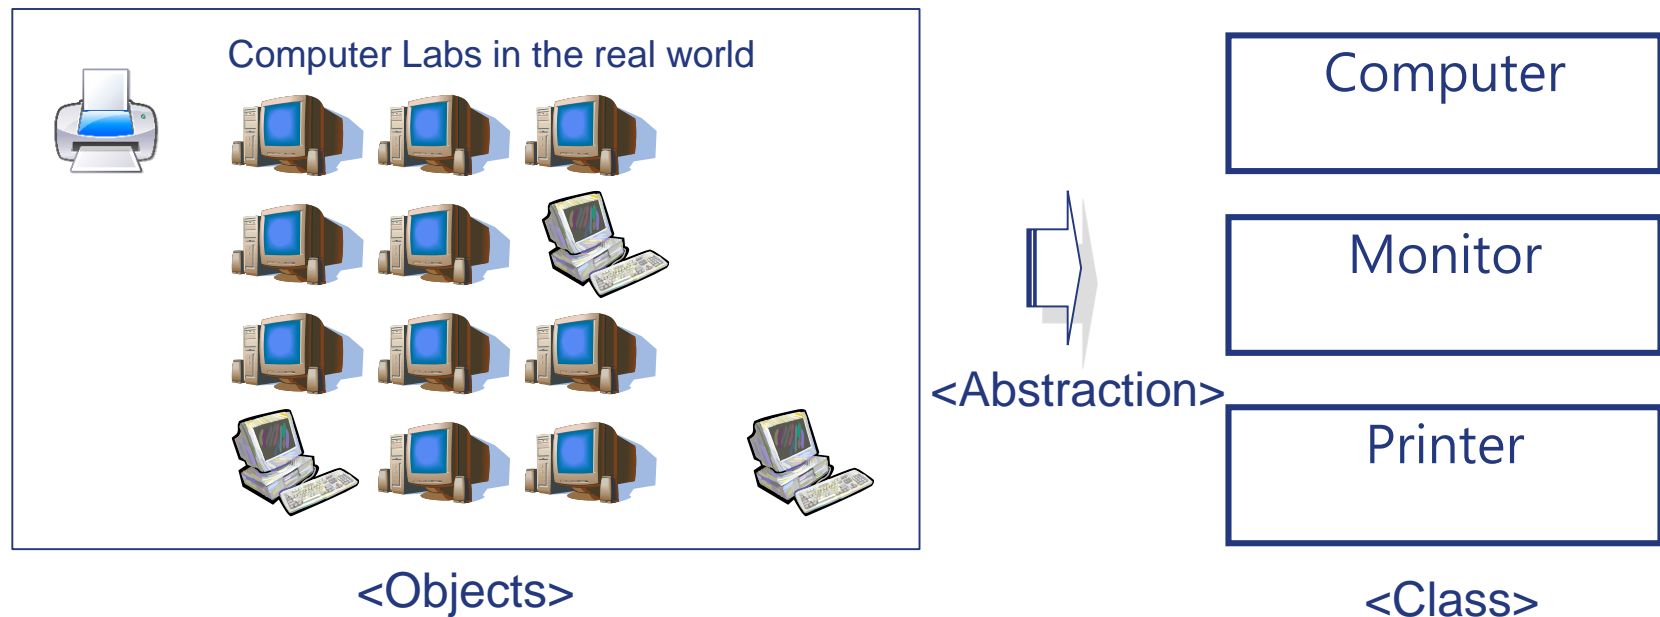 Computer Labs in the real world
<Objects>
<Abstraction>
Computer
Monitor
Printer
<Class>